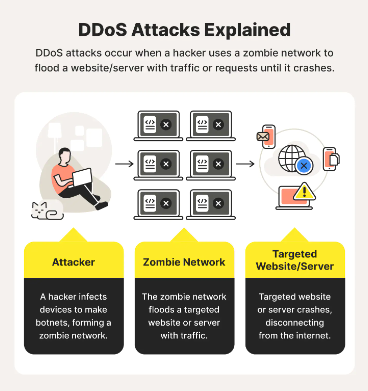 DDoS Attacks Explained
DDoS attacks occur when a hacker uses a zombie network to
flood a website/server with traffic or requests until it crashes.
Attacker
A hacker infects
devices to make
botnets, forming a
zombie network.
Zombie Network
The zombie network
floods a targeted
website or server
with traffic.
Targeted
Website/Server
Targeted website
or server crashes,
disconnecting
from the internet.